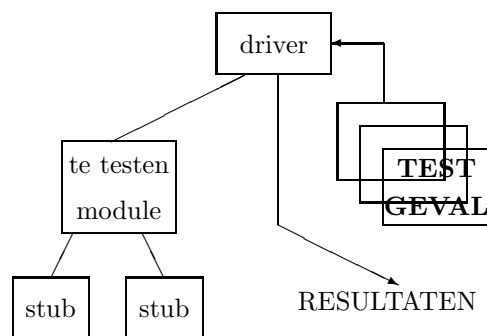 driver
te testen
module
TEST
GEVAL
stub
stub
RESULTATEN